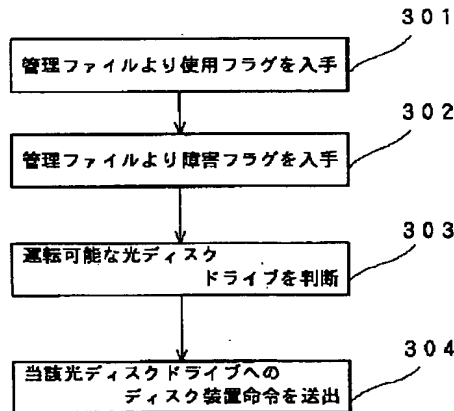 301
管理ファイルより使用フラグを入手
302
管理ファイルより障害フラグを入手
303
運転可能な光ディスク
ドライブを判断
304
当該光ディスクドライブへの
ディスク装置命令を送出